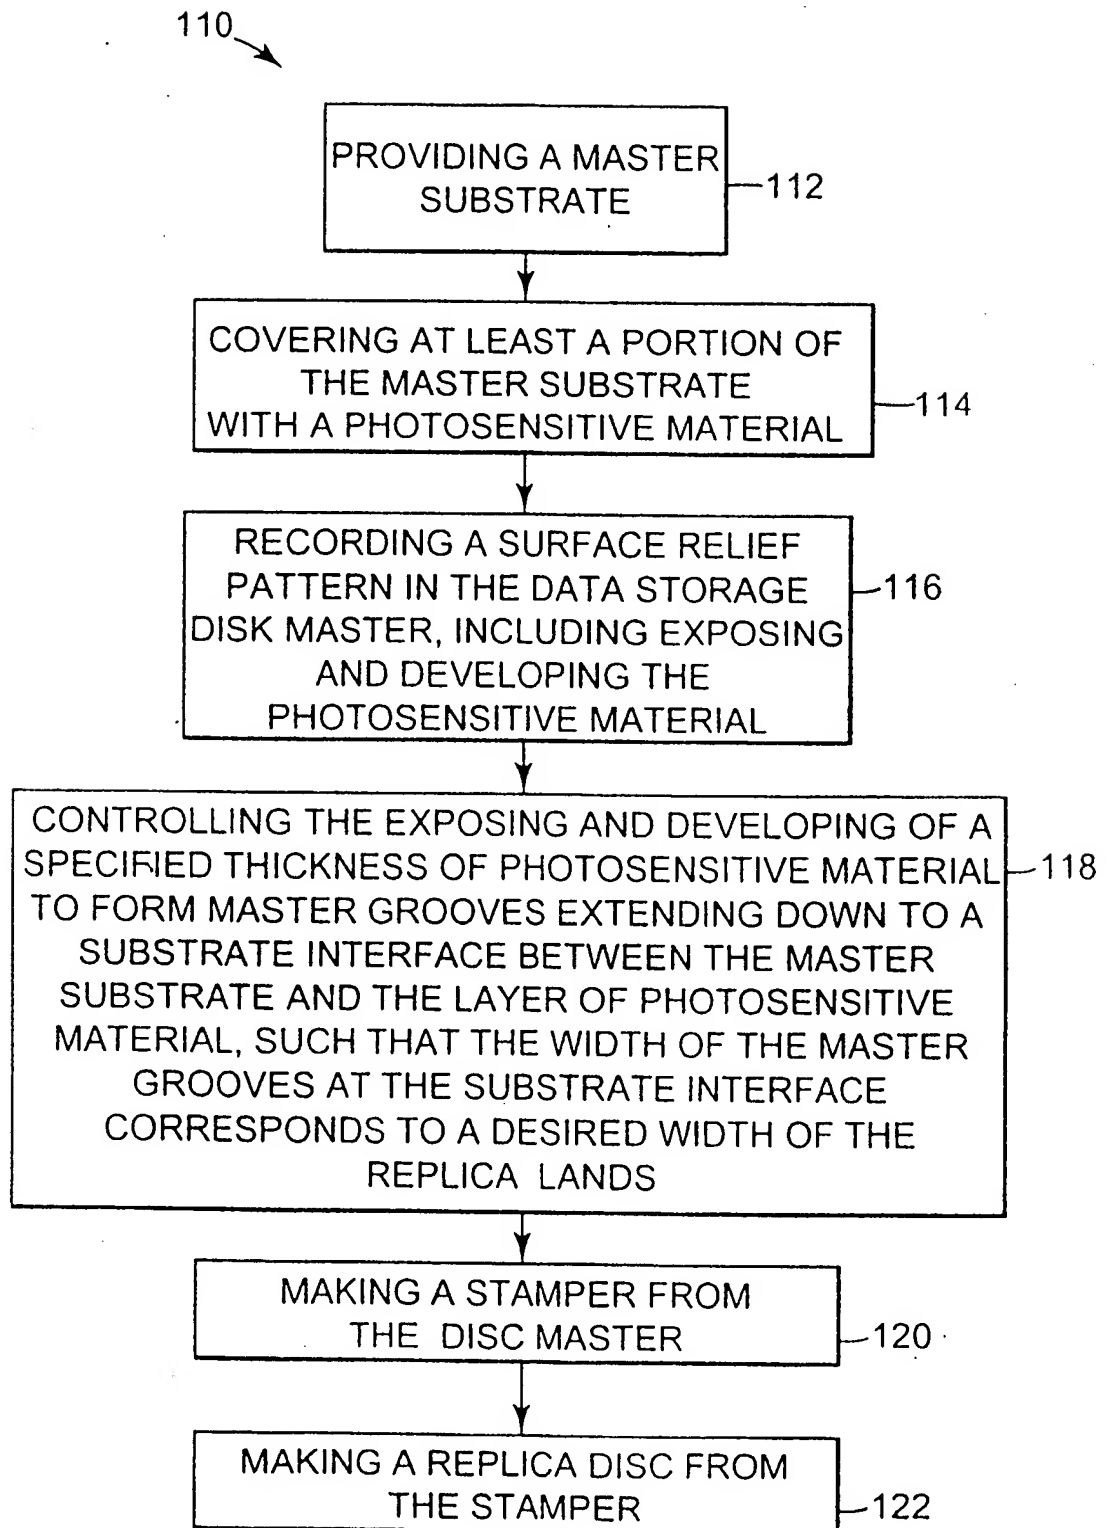 110
PROVIDING A MASTER
SUBSTRATE
112
COVERING AT LEAST A PORTION OF
THE MASTER SUBSTRATE
WITH A PHOTOSENSITIVE MATERIAL
114
RECORDING A SURFACE RELIEF
PATTERN IN THE DATA STORAGE
DISK MASTER, INCLUDING EXPOSING
AND DEVELOPING THE
PHOTOSENSITIVE MATERIAL
116
CONTROLLING THE EXPOSING AND DEVELOPING OF A
SPECIFIED THICKNESS OF PHOTOSENSITIVE MATERIAL
TO FORM MASTER GROOVES EXTENDING DOWN TO A
SUBSTRATE INTERFACE BETWEEN THE MASTER
SUBSTRATE AND THE LAYER OF PHOTOSENSITIVE
MATERIAL, SUCH THAT THE WIDTH OF THE MASTER
GROOVES AT THE SUBSTRATE INTERFACE
CORRESPONDS TO A DESIRED WIDTH OF THE
REPLICA LANDS
118
MAKING A STAMPER FROM
THE DISC MASTER
120
MAKING A REPLICA DISC FROM
THE STAMPER
122